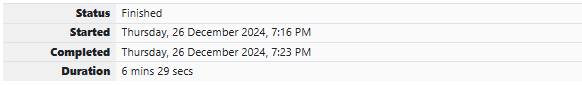 Status Finished
Started Thursday, 26 December 2024, 7:16 PM
Completed Thursday, 26 December 2024, 7:23 PM
Duration 6 mins 29 secs